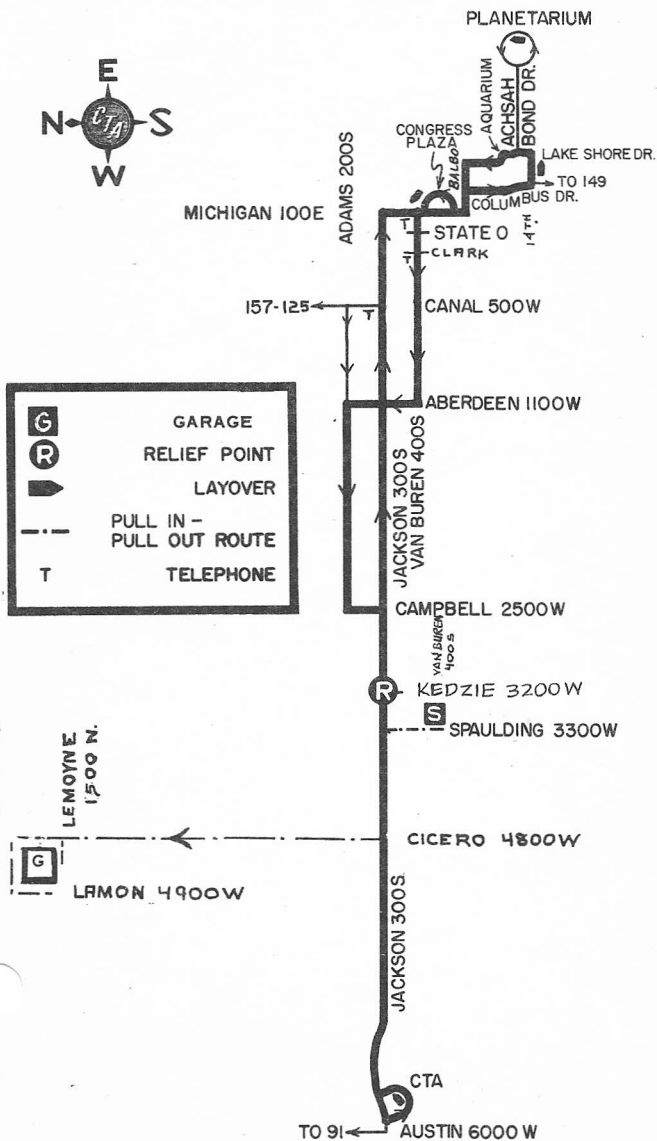 PLANETARIUM
E
N
CTA
S
W
AQUARIUM
ACHSAH
BOND DR.
CONGRESS
PLAZA
BALBO
LAKE SHORE DR.
TO 149
COLUMBUS DR.
14TH
MICHIGAN 100E
ADAMS 200S
T
STATE 0
T
CLARK
157-125
T
CANAL 500W
ABERDEEN 1100W
JACKSON 300S
VAN BUREN 400S
G GARAGE
R RELIEF POINT
LAYOVER
PULL IN -
PULL OUT ROUTE
T TELEPHONE
CAMPBELL 2500W
VAN BUREN
400S
R
KEDZIE 3200W
S
SPAULDING 3300W
LEMOYNE
1500 N.
CICERO 4800W
G
LAMON 4900W
JACKSON 300S
CTA
TO 91
AUSTIN 6000 W